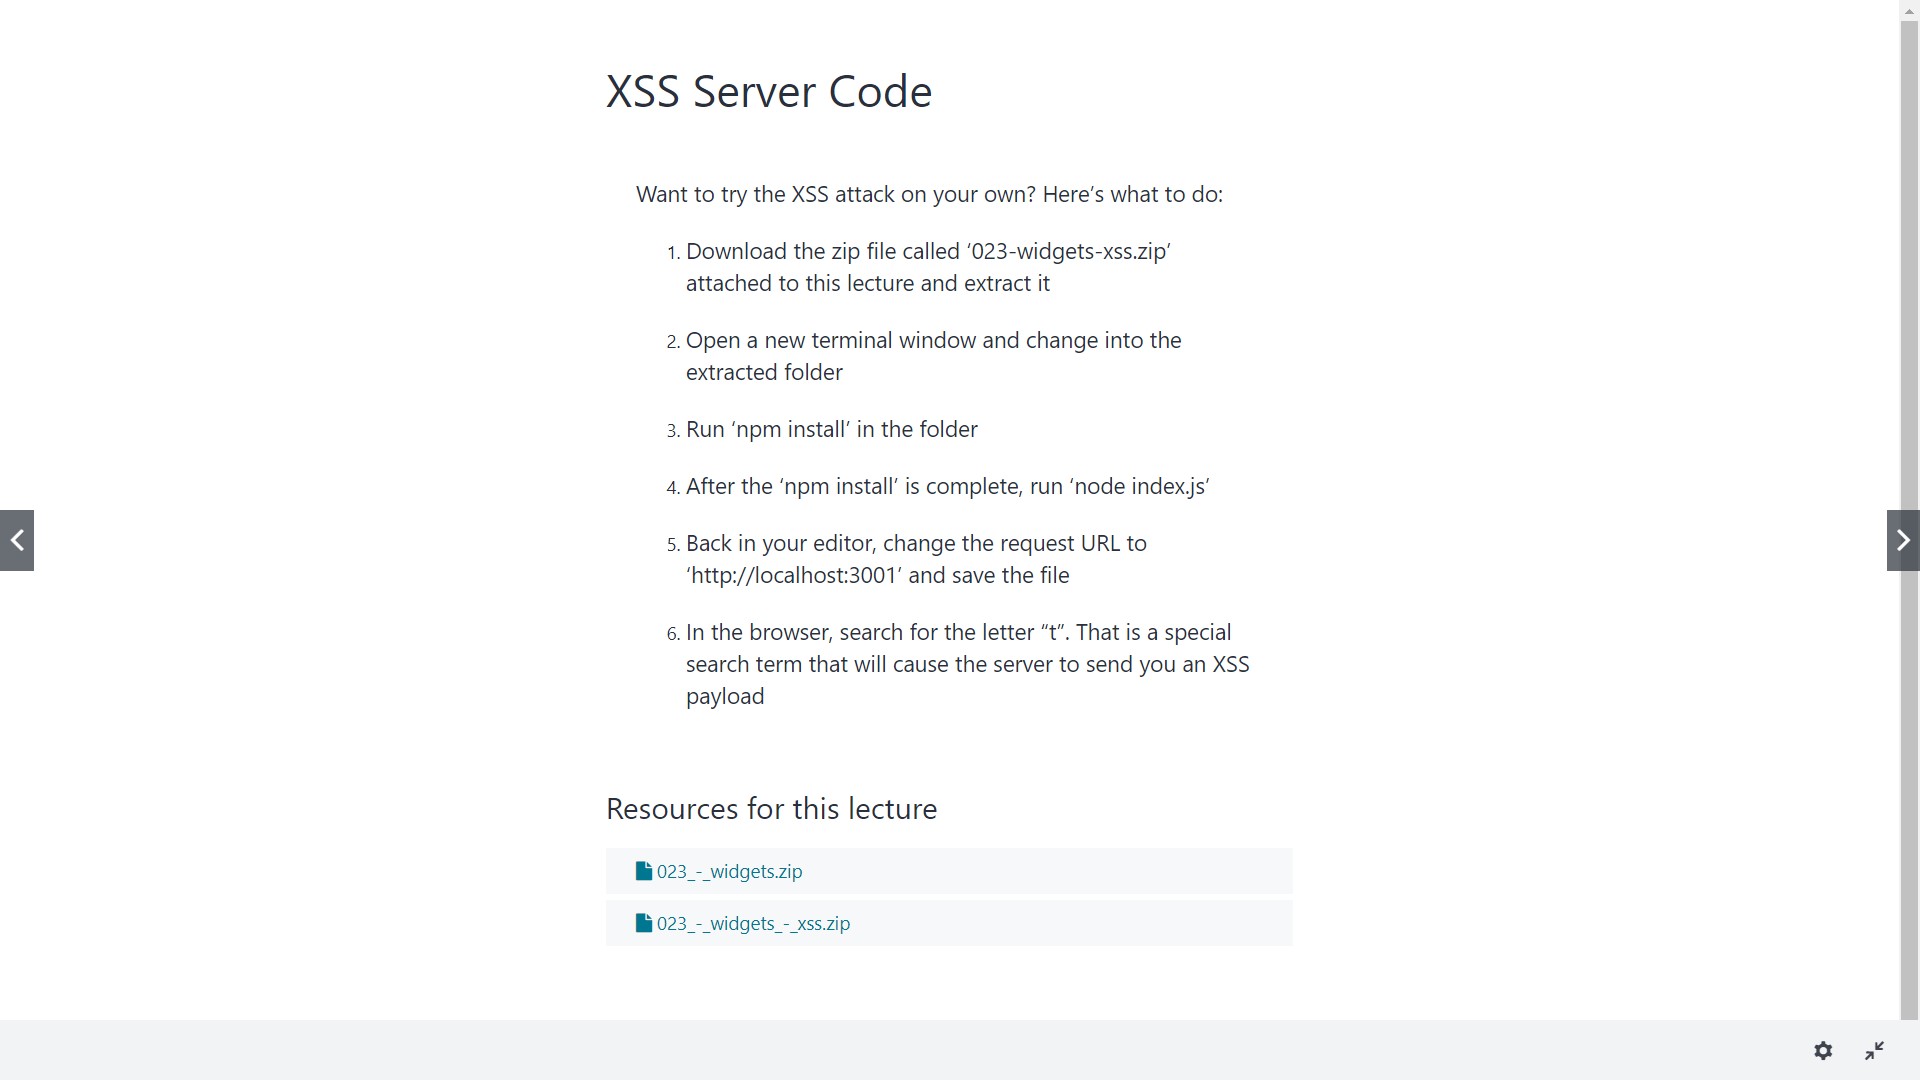 XSS Server Code
Want to try the XSS attack on your own? Here’s what to do:
1. Download the zip file called ‘023-widgets-xss.zip’
attached to this lecture and extract it
2. Open a new terminal window and change into the
extracted folder
3. Run ‘npm install’ in the folder
4. After the ‘npm install’ is complete, run ‘node index.js’
5. Back in your editor, change the request URL to
‘http://localhost:3001’ and save the file
6. In the browser, search for the letter “t”. That is a special
search term that will cause the server to send you an XSS
payload
Resources for this lecture
023_-_widgets.zip
023_-_widgets_-_xss.zip